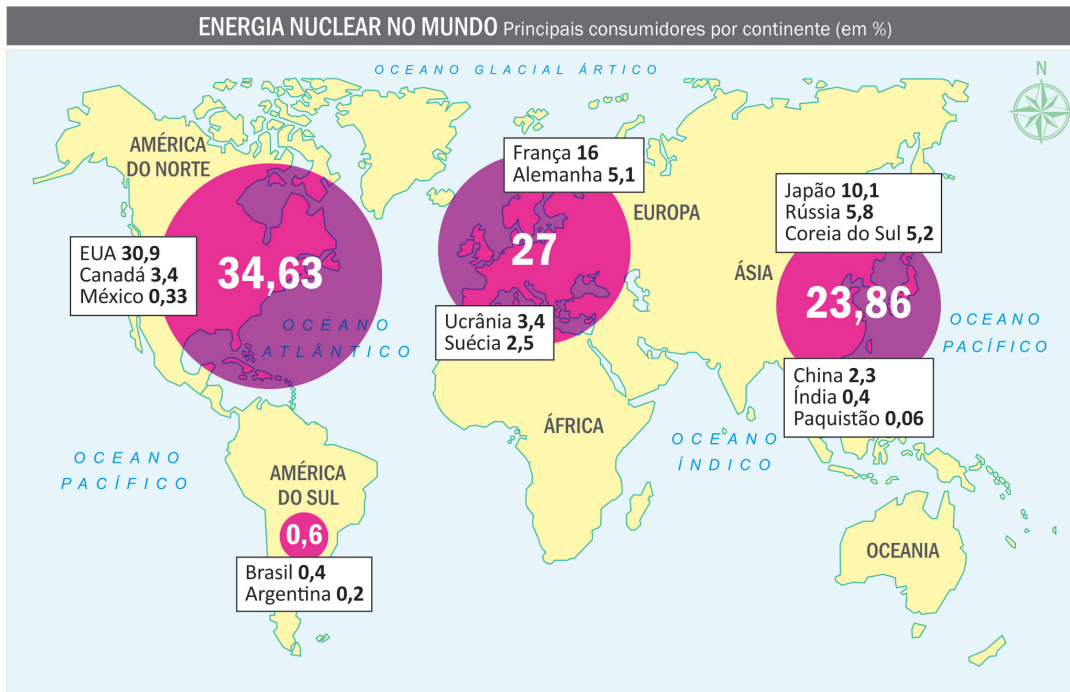 ENERGIA NUCLEAR NO MUNDO Principais consumidores por continente (em %)
OCEANO GLACIAL ÁRTICO
N
AMÉRICA
DO NORTE
EUA 30,9
Canadá 3,4
México 0,33
34,63
OCEANO
ATLÂNTICO
França 16
Alemanha 5,1
EUROPA
27
Ucrânia 3,4
Suécia 2,5
Japão 10,1
Rússia 5,8
Coreia do Sul 5,2
ÁSIA
23,86
China 2,3
Índia 0,4
Paquistão 0,06
OCEANO
PACÍFICO
ÁFRICA
OCEANO
ÍNDICO
OCEANO
PACÍFICO
AMÉRICA
DO SUL
0,6
Brasil 0,4
Argentina 0,2
OCEANIA